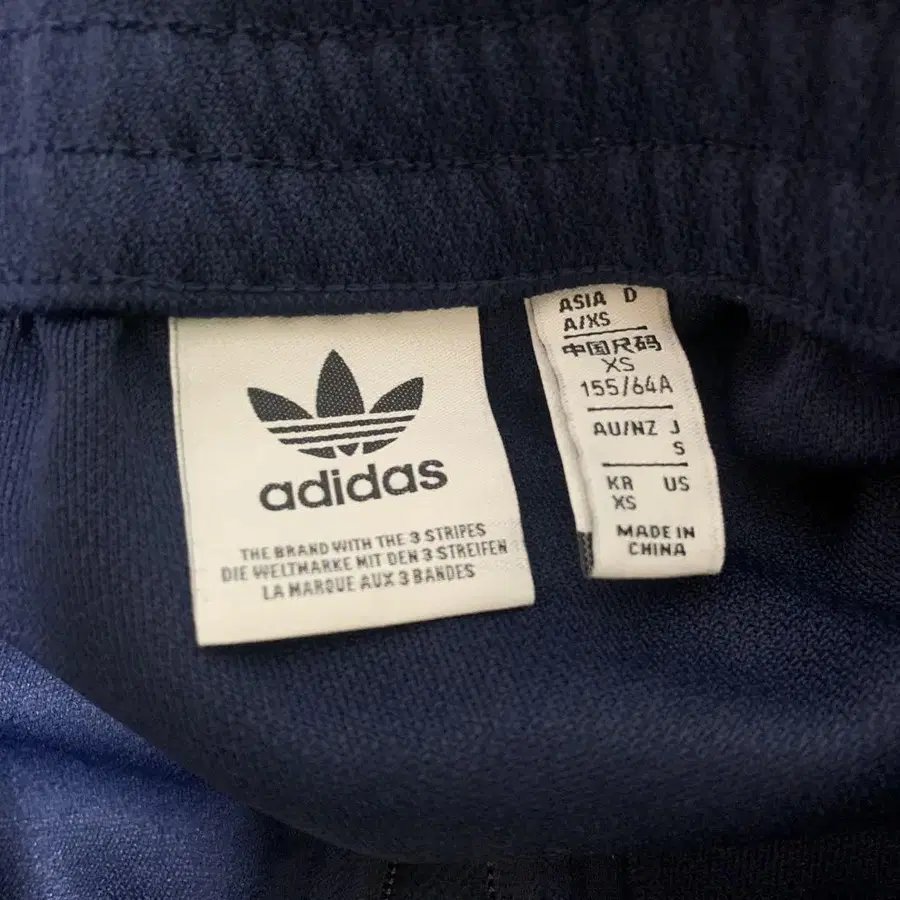 adidas
THE BRAND WITH THE 3 STRIPES
DIE WELTMARKE MIT DEN 3 STREIFEN
LA MARQUE AUX 3 BANDES
ASIA D
A/XS
中国尺码
XS
155/64A
AU/NZ J
S
KR US
XS
MADE IN
CHINA